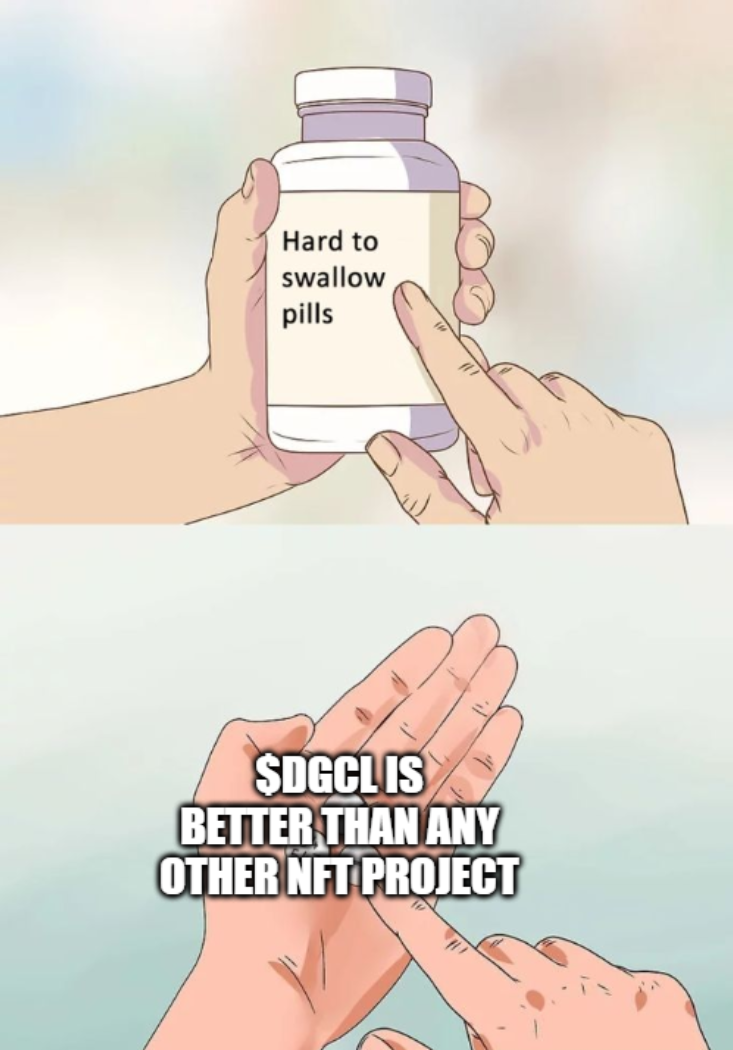 Hard to
swallow
pills
$DGCL IS
BETTER THAN ANY
OTHER NFT PROJECT